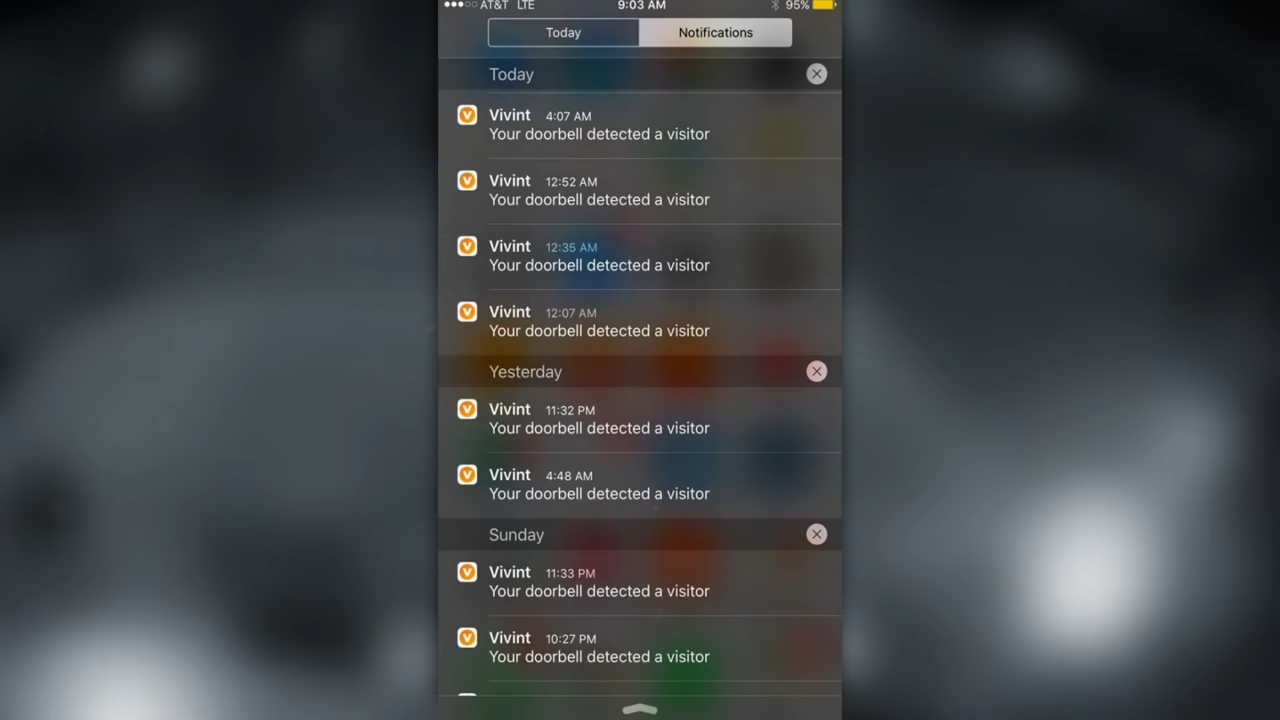 AT&T LTE 9:03 AM 95%
Today Notifications
Today
Vivint 4:07 AM
Your doorbell detected a visitor
Vivint 12:52 AM
Your doorbell detected a visitor
Vivint 12:35 AM
Your doorbell detected a visitor
Vivint 12:07 AM
Your doorbell detected a visitor
Yesterday
Vivint 11:32 PM
Your doorbell detected a visitor
Vivint 4:48 AM
Your doorbell detected a visitor
Sunday
Vivint 11:33 PM
Your doorbell detected a visitor
Vivint 10:27 PM
Your doorbell detected a visitor